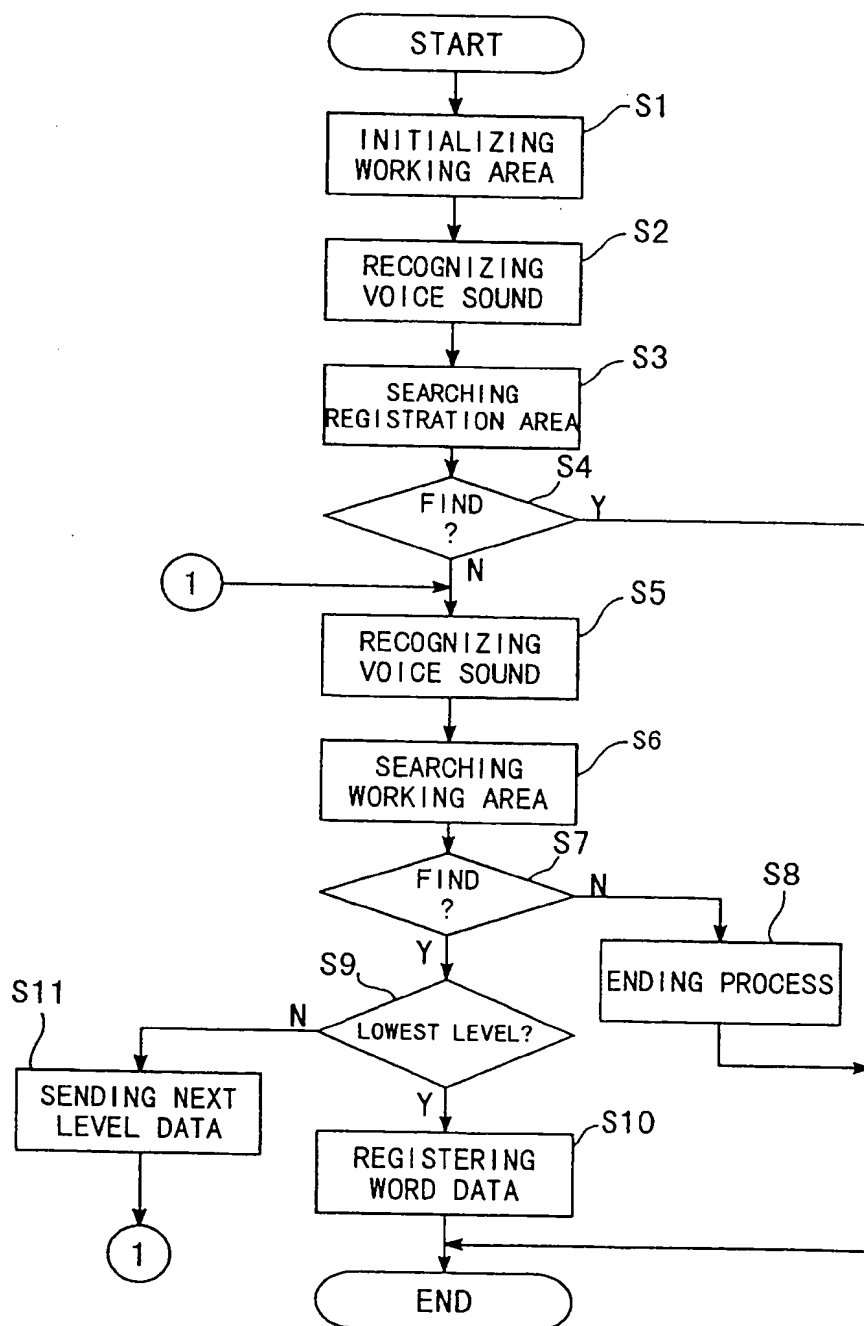 START
S1
INITIALIZING
WORKING AREA
S2
RECOGNIZING
VOICE SOUND
S3
SEARCHING
REGISTRATION AREA
S4
FIND
?
Y
N
1
S5
RECOGNIZING
VOICE SOUND
S6
SEARCHING
WORKING AREA
S7
FIND
?
N
Y
S8
ENDING PROCESS
S9
LOWEST LEVEL?
N
Y
S11
SENDING NEXT
LEVEL DATA
1
S10
REGISTERING
WORD DATA
END